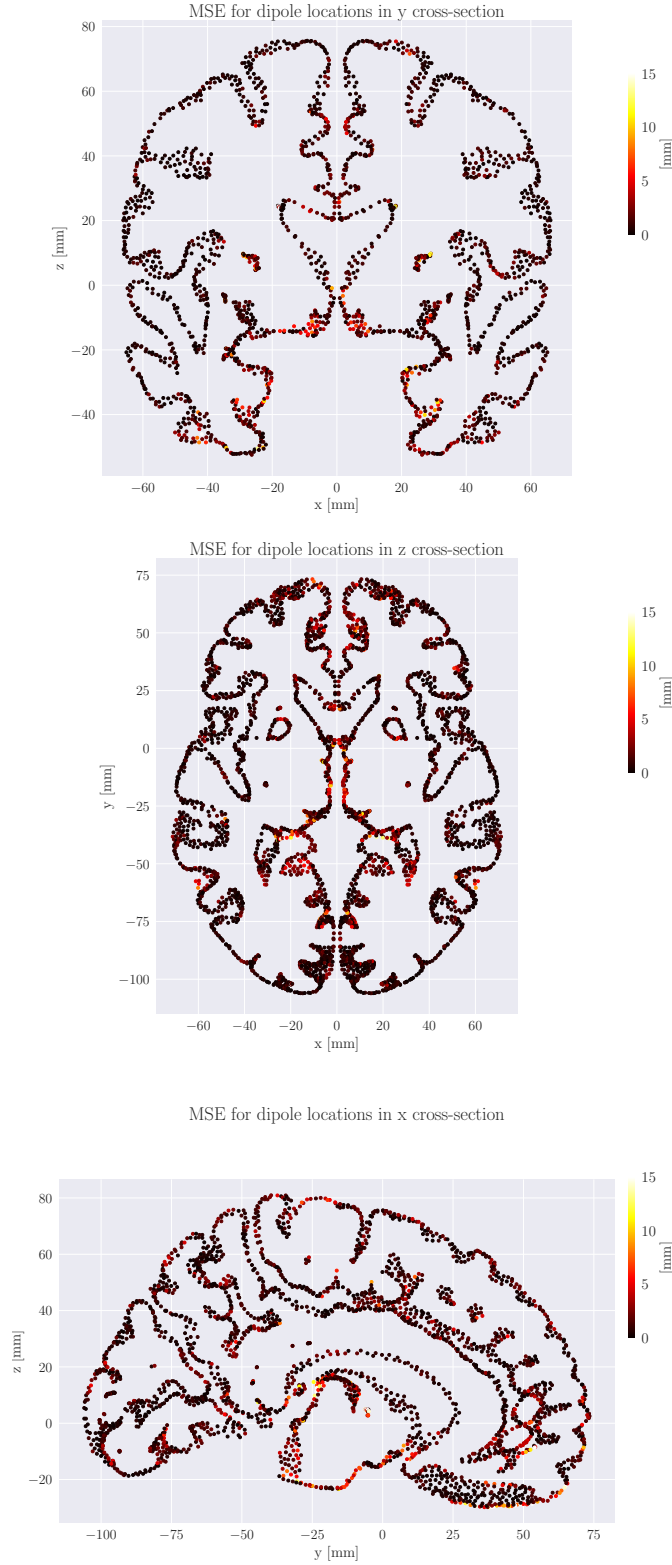 MSE for dipole locations in y cross-section
80
60
40
20
0
−20
−40
z [mm]
−60 −40 −20 0 20 40 60
x [mm]
15
10
5
0
[mm]
MSE for dipole locations in z cross-section
75
50
25
0
−25
−50
−75
−100
y [mm]
−60 −40 −20 0 20 40 60
x [mm]
15
10
5
0
[mm]
MSE for dipole locations in x cross-section
80
60
40
20
0
−20
z [mm]
−100 −75 −50 −25 0 25 50 75
y [mm]
15
10
5
0
[mm]